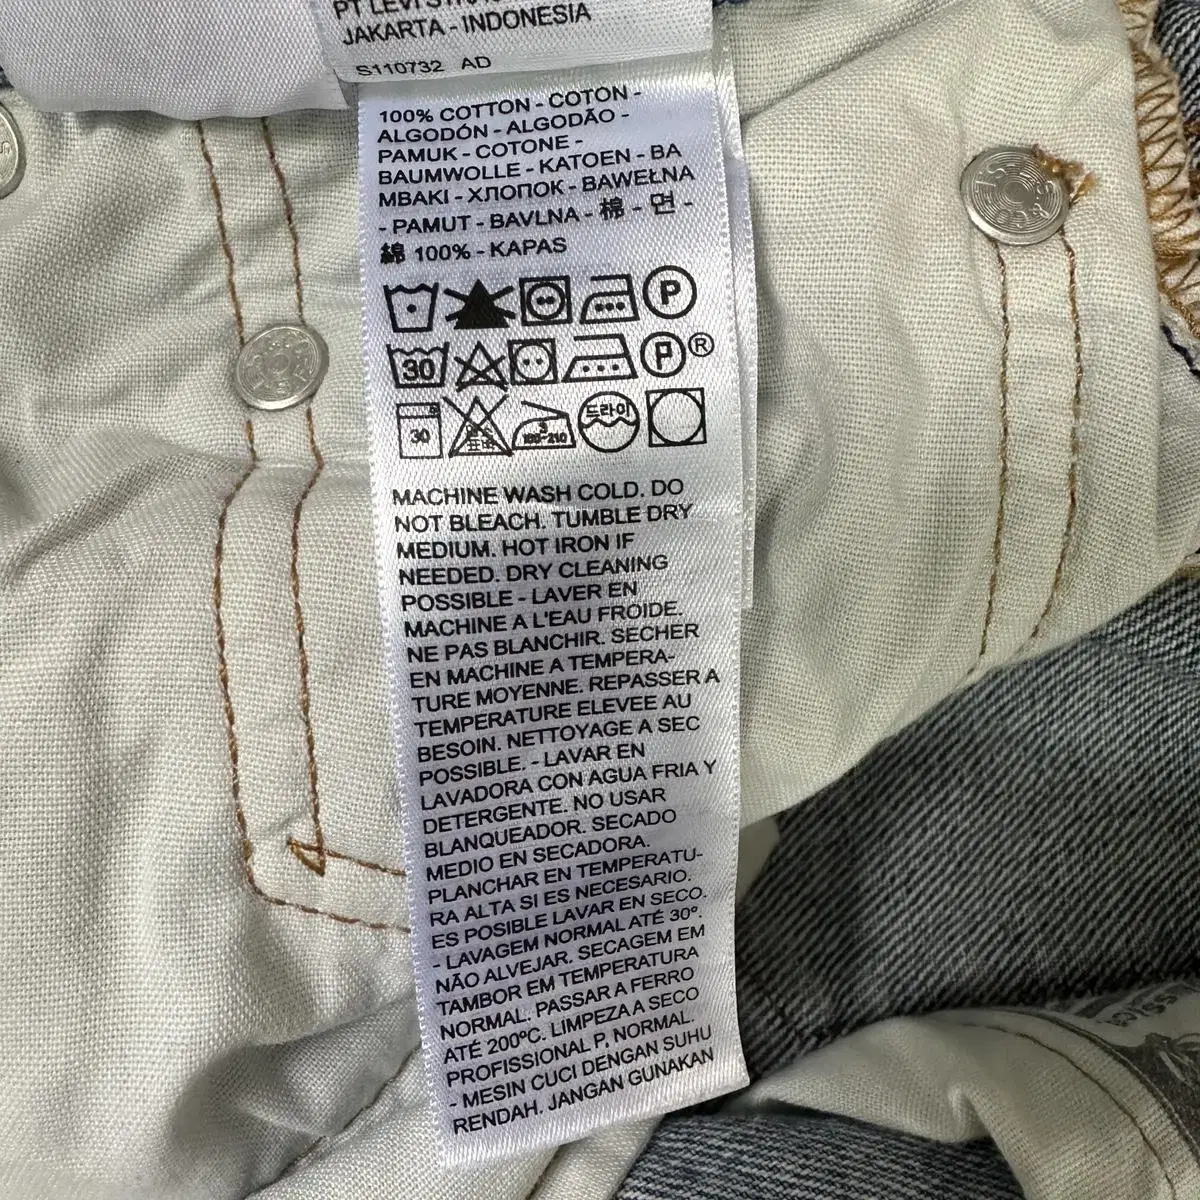 PT LEVI
JAKARTA - INDONESIA
S110732 AD
100% COTTON - COTON -
ALGODÓN - ALGODÃO -
PAMUK - COTONE -
BAUMWOLLE - KATOEN - BA
MBAKI - ХЛОПОК - BAWEŁNA
- PAMUT - BAVLNA - 棉 - 면 -
綿 100% - KAPAS
P
30 P®
30 3 180-210 드라이
MACHINE WASH COLD. DO
NOT BLEACH. TUMBLE DRY
MEDIUM. HOT IRON IF
NEEDED. DRY CLEANING
POSSIBLE - LAVER EN
MACHINE A L'EAU FROIDE.
NE PAS BLANCHIR. SECHER
EN MACHINE A TEMPERA-
TURE MOYENNE. REPASSER A
TEMPERATURE ELEVEE AU
BESOIN. NETTOYAGE A SEC
POSSIBLE. - LAVAR EN
LAVADORA CON AGUA FRIA Y
DETERGENTE. NO USAR
BLANQUEADOR. SECADO
MEDIO EN SECADORA.
PLANCHAR EN TEMPERATU-
RA ALTA SI ES NECESARIO.
ES POSIBLE LAVAR EN SECO.
- LAVAGEM NORMAL ATÉ 30º.
NÃO ALVEJAR. SECAGEM EM
TAMBOR EM TEMPERATURA
NORMAL. PASSAR A FERRO
ATÉ 200ºC. LIMPEZA A SECO
PROFISSIONAL P, NORMAL.
- MESIN CUCI DENGAN SUHU
RENDAH. JANGAN GUNAKAN